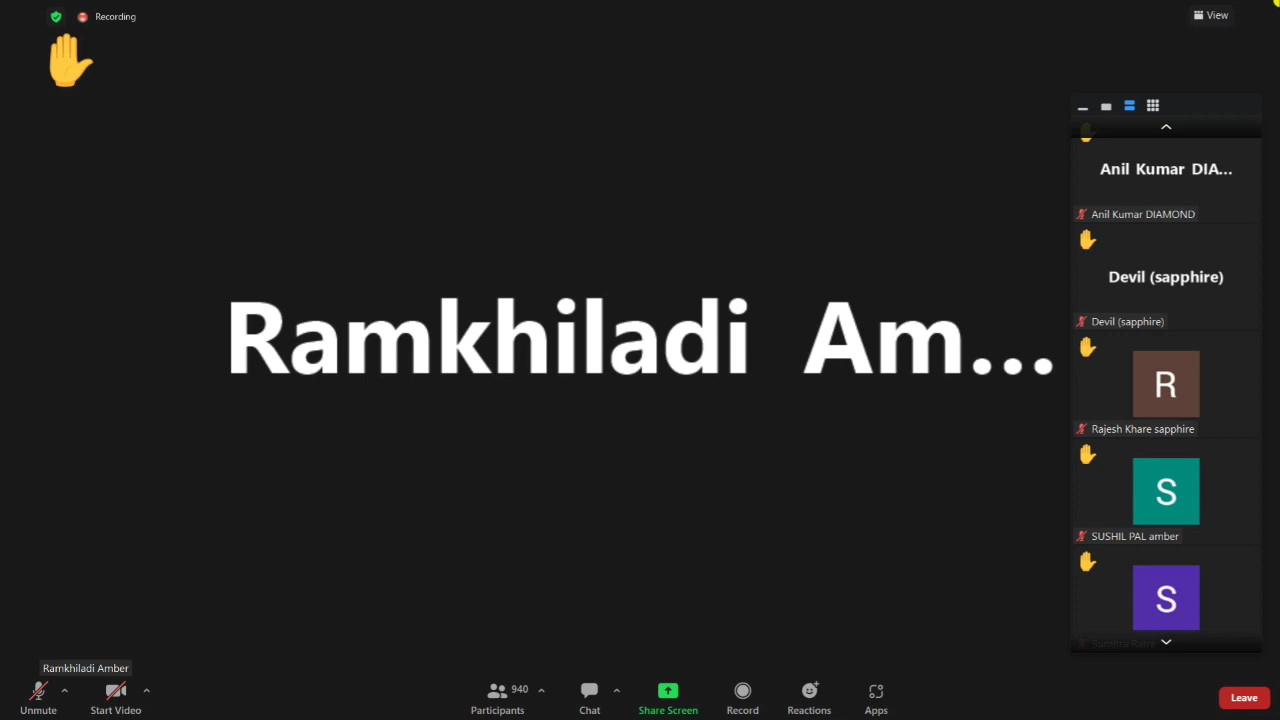 Recording
View
Anil Kumar DIA...
Anil Kumar DIAMOND
Devil (sapphire)
Devil (sapphire)
R
Rajesh Khare sapphire
S
SUSHIL PAL amber
S
Ramkhiladi Am...
Ramkhiladi Amber
Unmute
Start Video
940
Participants
Chat
Share Screen
Record
Reactions
Apps
Leave